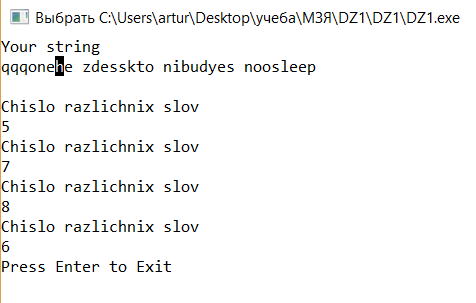 Выбрать C:\Users\artur\Desktop\учеба\МЗЯ\DZ1\DZ1\DZ1.exe
Your string
qqqonehe zdesskto nibudyes noosleep
Chislo razlichnix slov
5
Chislo razlichnix slov
7
Chislo razlichnix slov
8
Chislo razlichnix slov
6
Press Enter to Exit